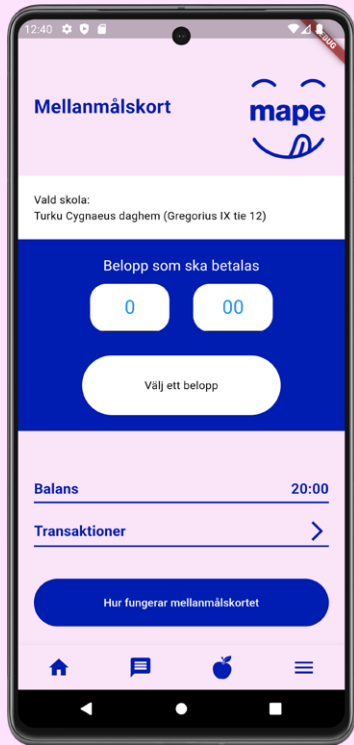 12:40
DEBUG
Mellanmålskort
mape
Vald skola:
Turku Cygnaeus daghem (Gregorius IX tie 12)
Belopp som ska betalas
0 00
Välj ett belopp
Balans 20:00
Transaktioner
Hur fungerar mellanmålskortet